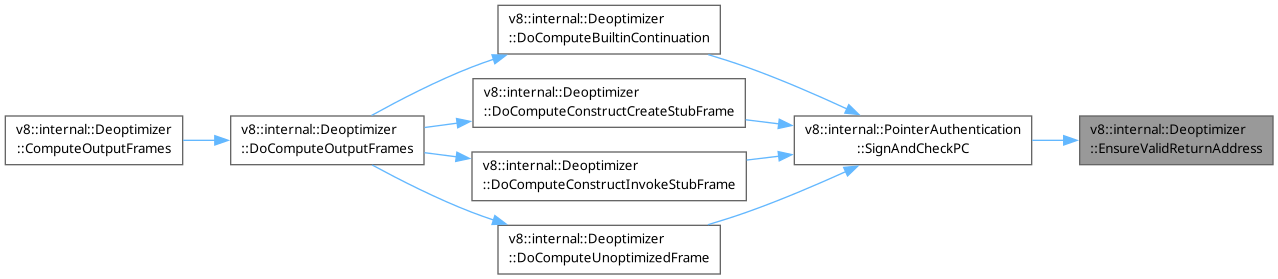 v8::internal::Deoptimizer
::ComputeOutputFrames
v8::internal::Deoptimizer
::DoComputeOutputFrames
v8::internal::Deoptimizer
::DoComputeBuiltinContinuation
v8::internal::Deoptimizer
::DoComputeConstructCreateStubFrame
v8::internal::Deoptimizer
::DoComputeConstructInvokeStubFrame
v8::internal::Deoptimizer
::DoComputeUnoptimizedFrame
v8::internal::PointerAuthentication
::SignAndCheckPC
v8::internal::Deoptimizer
::EnsureValidReturnAddress